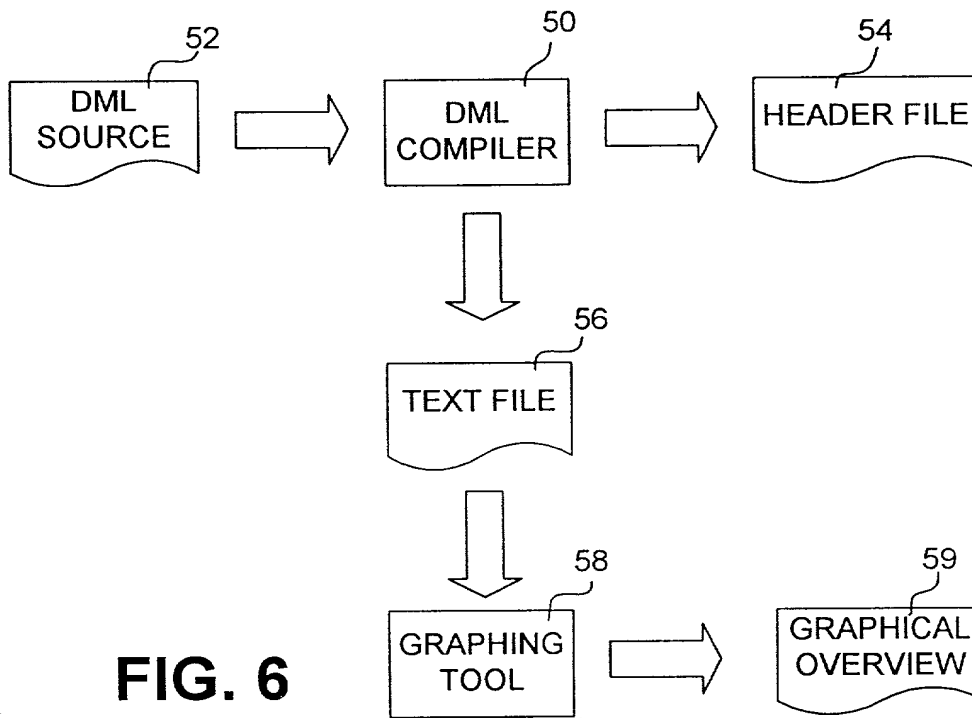 52
50
54
DML
SOURCE
DML
COMPILER
HEADER FILE
56
TEXT FILE
58
59
GRAPHING
TOOL
GRAPHICAL
OVERVIEW
FIG. 6